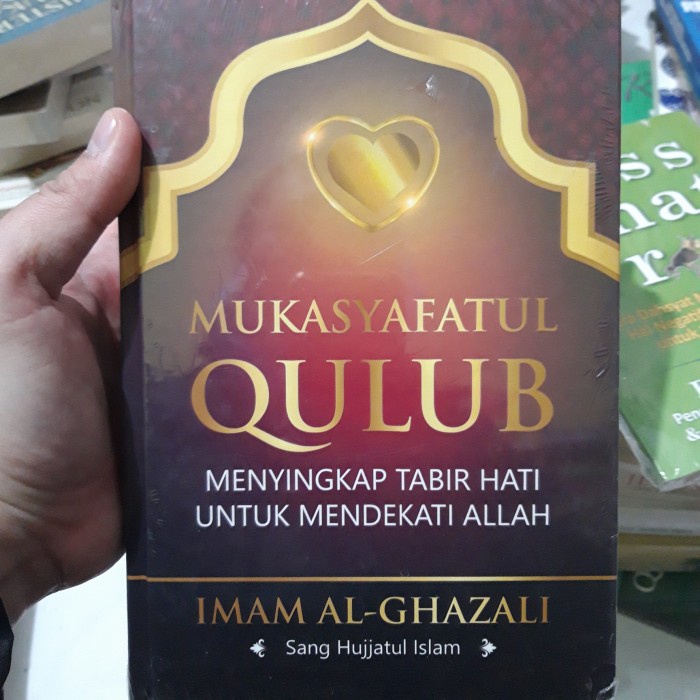 MUKASYAFATUL
QULUB
MENYINGKAP TABIR HATI
UNTUK MENDEKATI ALLAH
IMAM AL-GHAZALI
Sang Hujjatul Islam